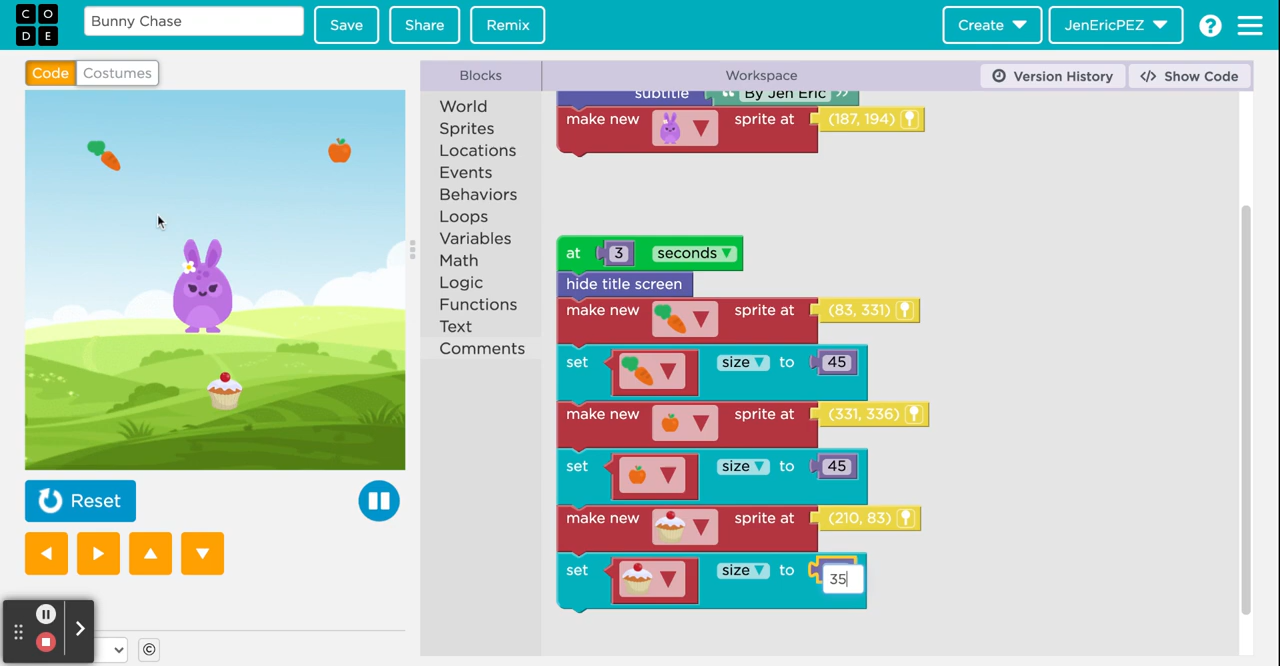 CODE
Bunny Chase
Save
Share
Remix
Create
JenEricPEZ
?
Code
Costumes
Blocks
Workspace
Version History
</> Show Code
World
Sprites
Locations
Events
Behaviors
Loops
Variables
Math
Logic
Functions
Text
Comments
subtitle “ By Jen Eric ”
make new sprite at (187, 194)
at 3 seconds
hide title screen
make new sprite at (83, 331)
set size to 45
make new sprite at (331, 336)
set size to 45
make new sprite at (210, 83)
set size to 35
Reset
©